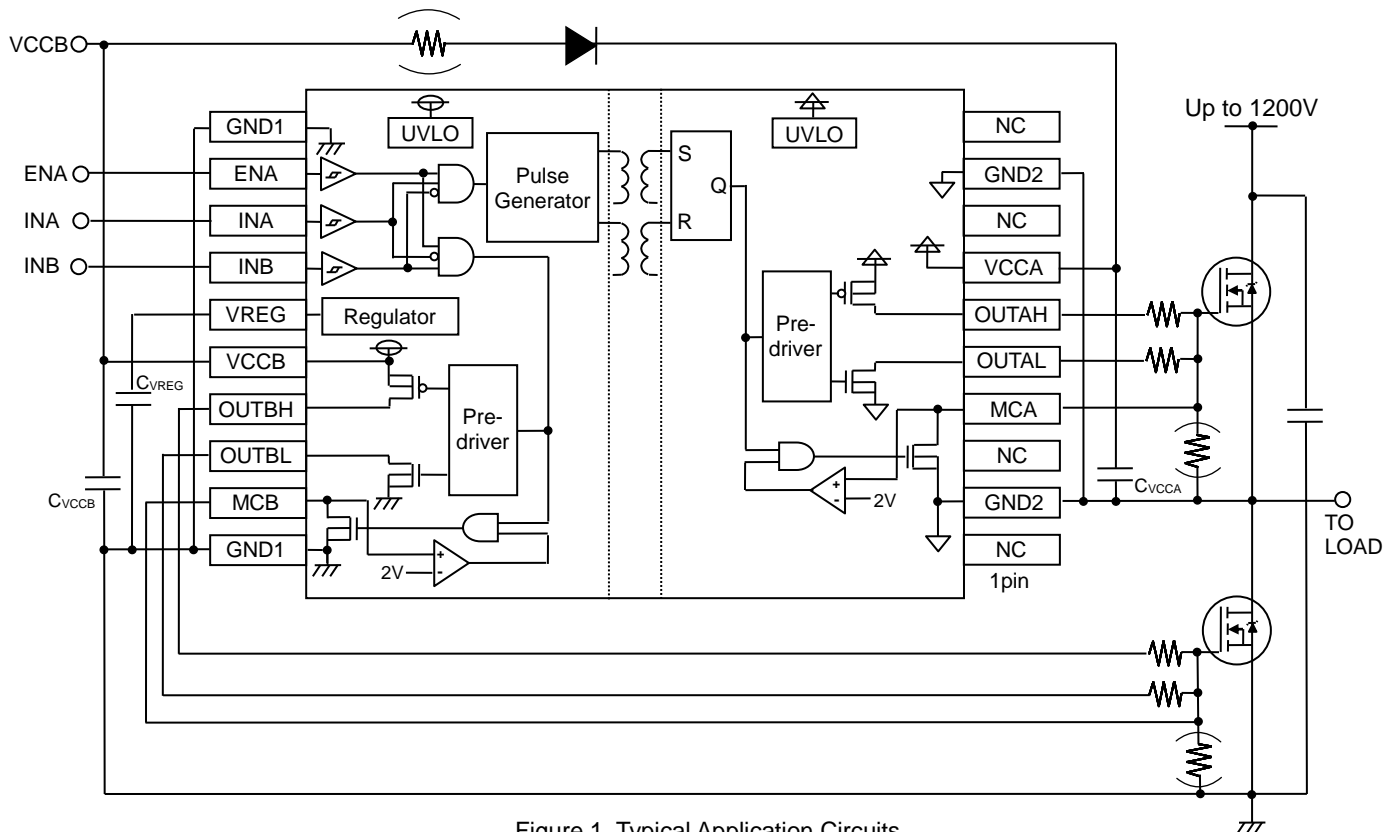 VCCB
Up to 1200V
GND1
UVLO
UVLO
NC
ENA
ENA
Pulse
Generator
S
Q
R
GND2
INA
INA
NC
INB
INB
VCCA
VREG
Regulator
Pre-
driver
OUTAH
VCCB
OUTAL
CVREG
OUTBH
Pre-
driver
MCA
OUTBL
NC
CVCCB
MCB
+
-
2V
GND2
CVCCA
TO
LOAD
GND1
2V
+
-
NC
1pin
Figure 1. Typical Application Circuits